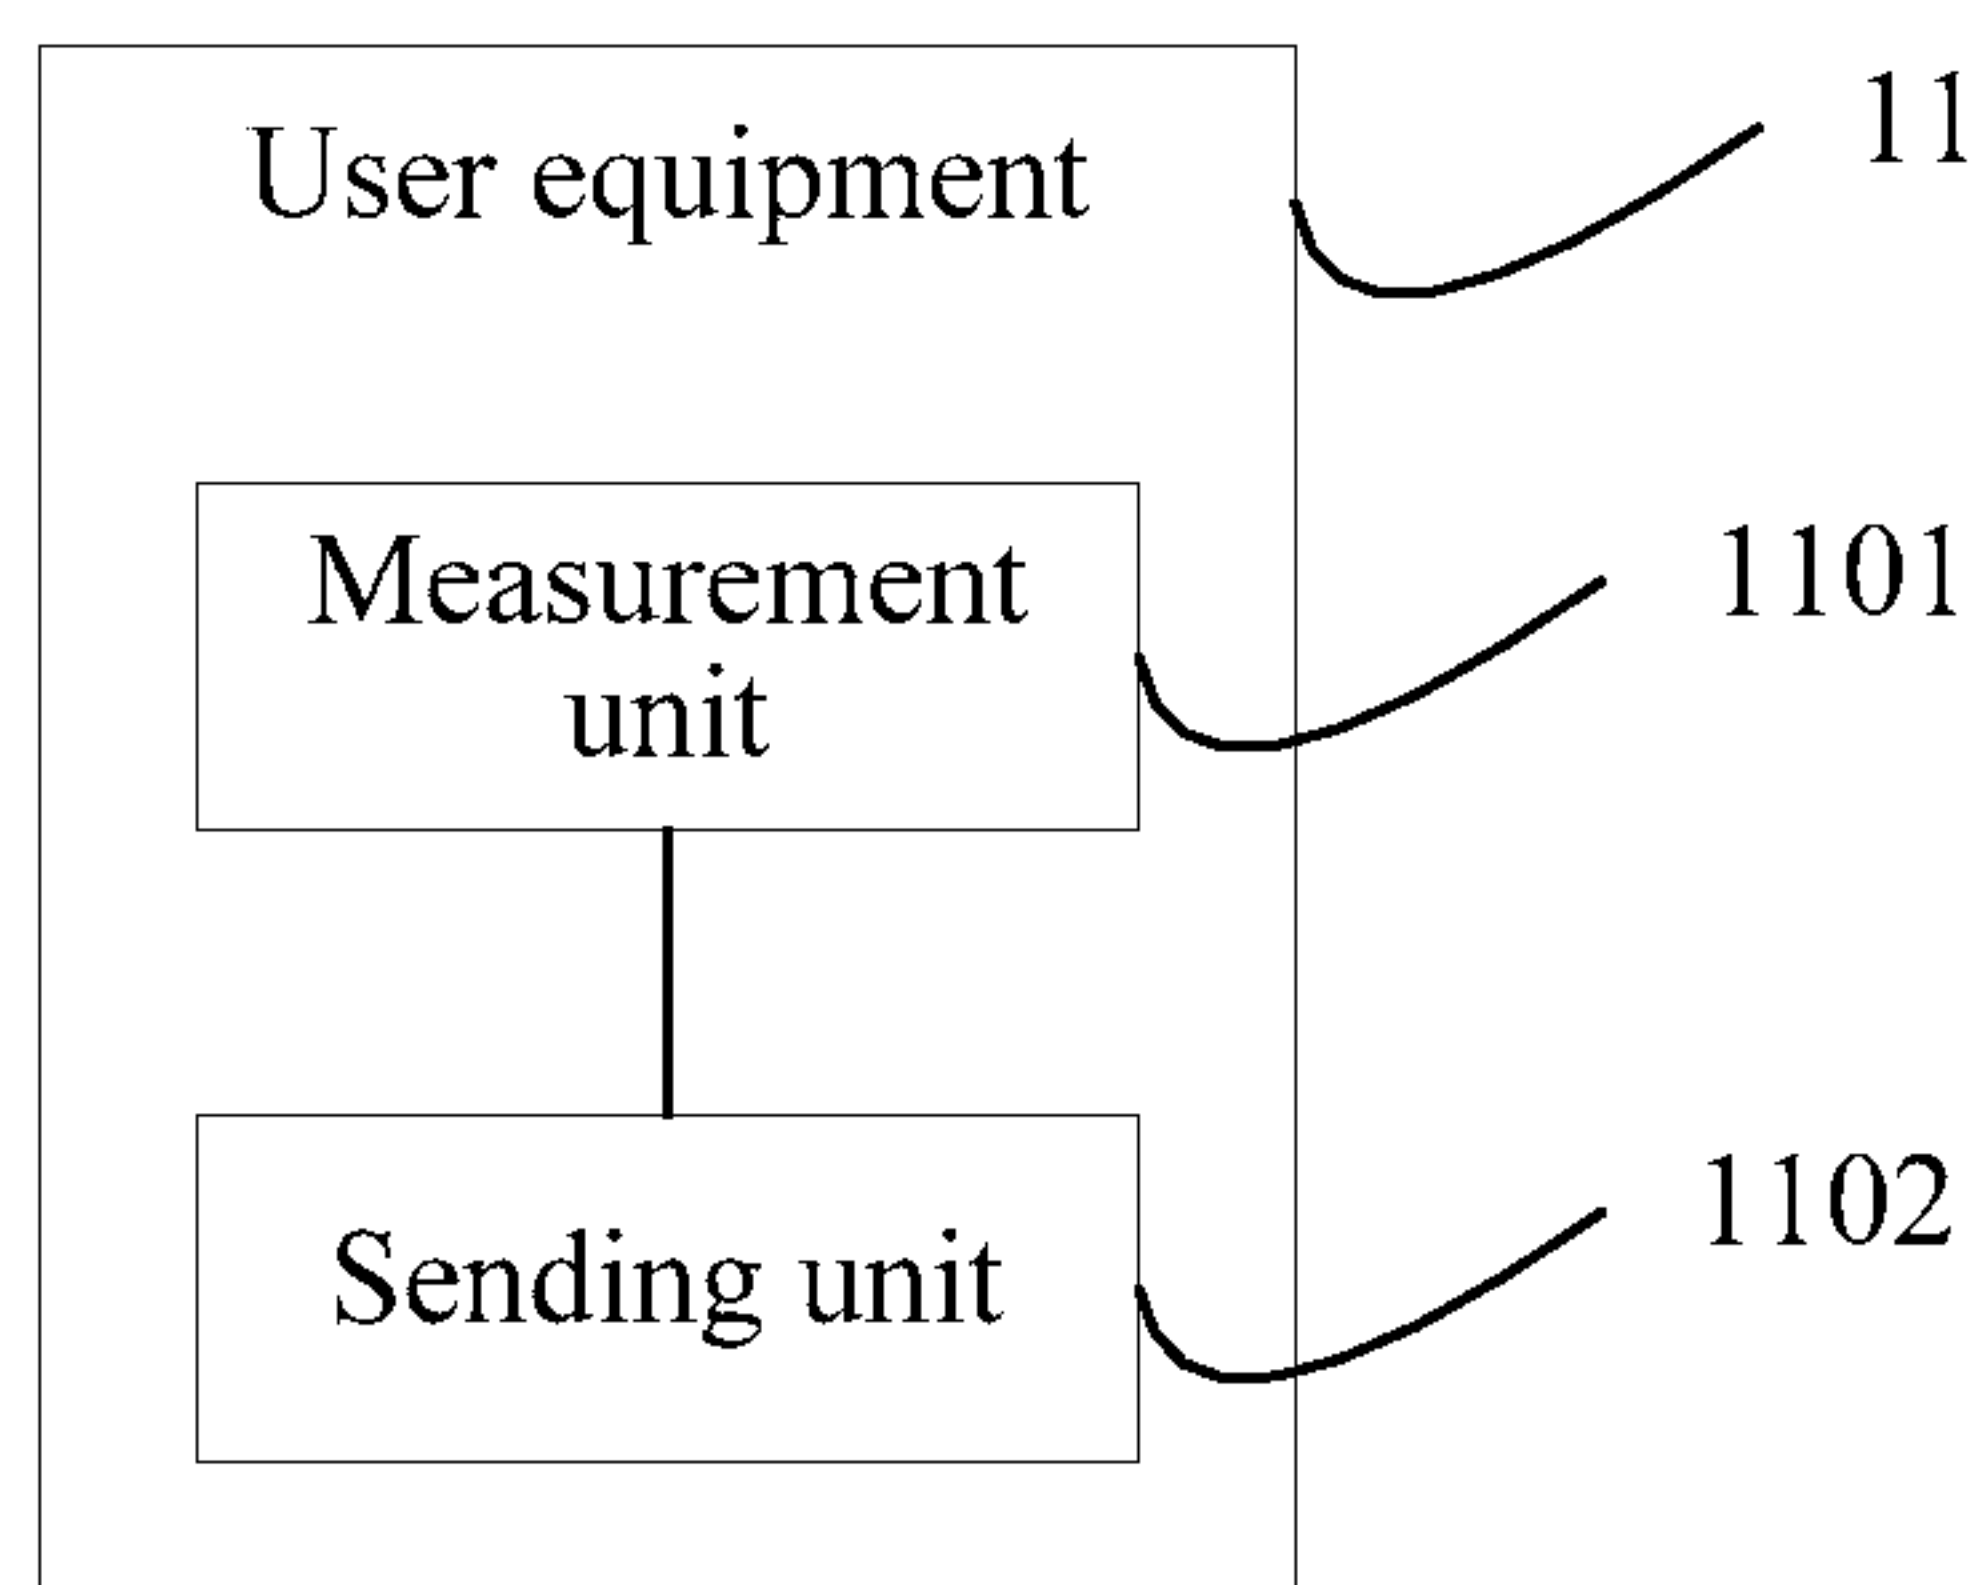 User equipment
11
Measurement
unit
1101
Sending unit
1102